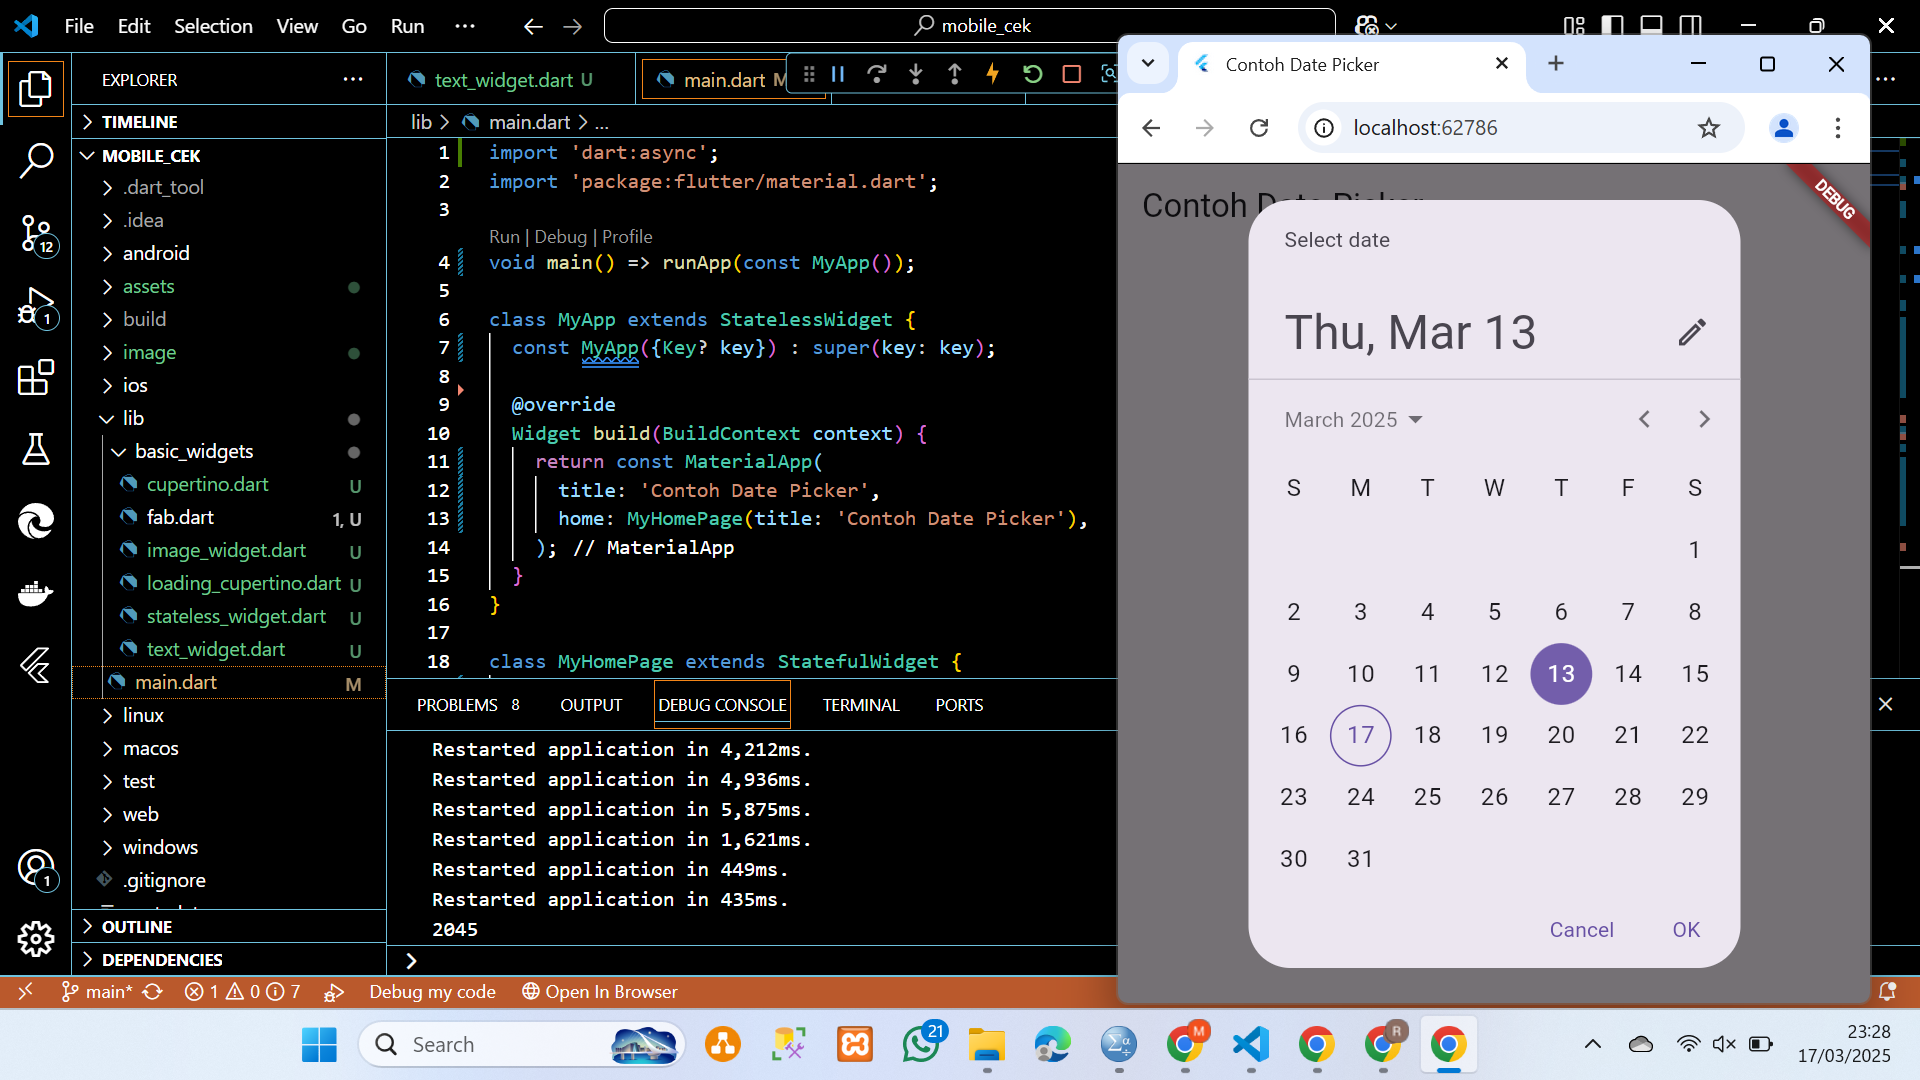 File Edit Selection View Go Run ···
mobile_cek
EXPLORER
TIMELINE
MOBILE_CEK
.dart_tool
.idea
android
assets
build
image
ios
lib
basic_widgets
cupertino.dart U
fab.dart 1, U
image_widget.dart U
loading_cupertino.dart U
stateless_widget.dart U
text_widget.dart U
main.dart M
linux
macos
test
web
windows
.gitignore
OUTLINE
DEPENDENCIES
12
1
1
text_widget.dart U
main.dart M
lib > main.dart > ...
1 import 'dart:async';
2 import 'package:flutter/material.dart';
3
Run | Debug | Profile
4 void main() => runApp(const MyApp());
5
6 class MyApp extends StatelessWidget {
7 const MyApp({Key? key}) : super(key: key);
8
9 @override
10 Widget build(BuildContext context) {
11 return const MaterialApp(
12 title: 'Contoh Date Picker',
13 home: MyHomePage(title: 'Contoh Date Picker'),
14 ); // MaterialApp
15 }
16 }
17
18 class MyHomePage extends StatefulWidget {
PROBLEMS 8 OUTPUT DEBUG CONSOLE TERMINAL PORTS
Restarted application in 4,212ms.
Restarted application in 4,936ms.
Restarted application in 5,875ms.
Restarted application in 1,621ms.
Restarted application in 449ms.
Restarted application in 435ms.
2045
>
Contoh Date Picker
localhost:62786
DEBUG
Select date
Thu, Mar 13
March 2025
S M T W T F S
1
2 3 4 5 6 7 8
9 10 11 12 13 14 15
16 17 18 19 20 21 22
23 24 25 26 27 28 29
30 31
Cancel OK
main* 1 0 7 Debug my code Open In Browser
Search
21
M
R
23:28
17/03/2025